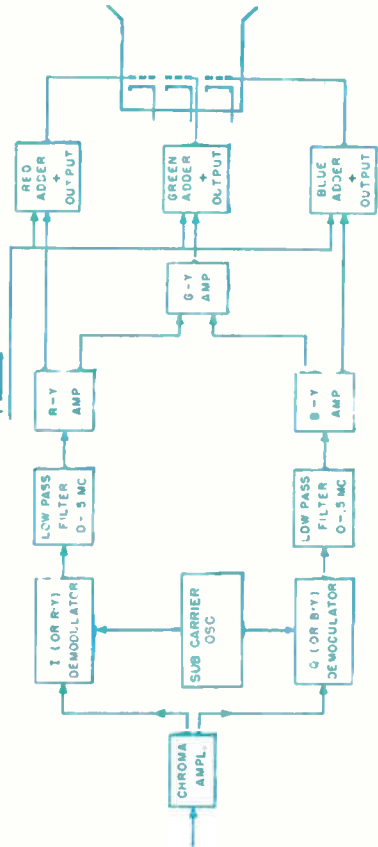 CHROMA
AMPL.
I (OR R-Y)
DEMODULATOR
SUB CARRIER
OSC
Q (OR B-Y)
DEMODULATOR
LOW PASS
FILTER
0-.5 MC
LOW PASS
FILTER
0-.5 MC
R-Y
AMP
B-Y
AMP
G-Y
AMP
RED
ADDER
+
OUTPUT
GREEN
ADDER
+
OUTPUT
BLUE
ADDER
+
OUTPUT